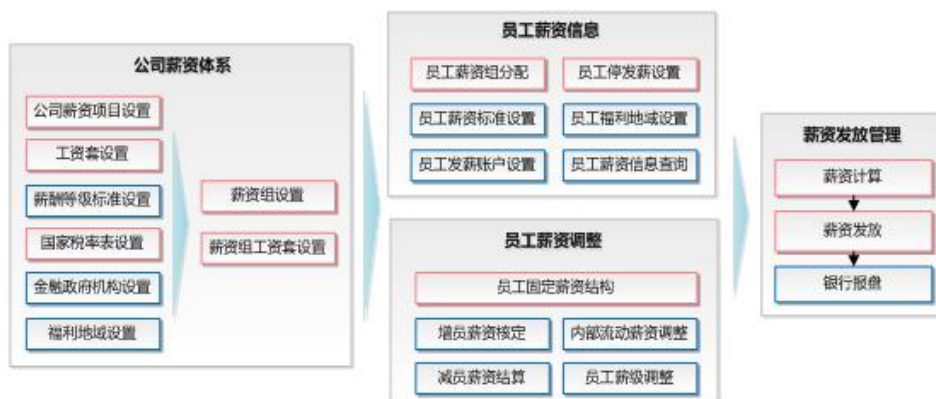 公司薪资体系
公司薪资项目设置
工资套设置
薪酬等级标准设置
国家税率表设置
金融政府机构设置
福利地域设置
薪资组设置
薪资组工资套设置
员工薪资信息
员工薪资组分配
员工停发薪设置
员工薪资标准设置
员工福利地域设置
员工发薪账户设置
员工薪资信息查询
员工薪资调整
员工固定薪资结构
增员薪资核定
内部流动薪资调整
减员薪资结算
员工薪级调整
薪资发放管理
薪资计算
薪资发放
银行报盘